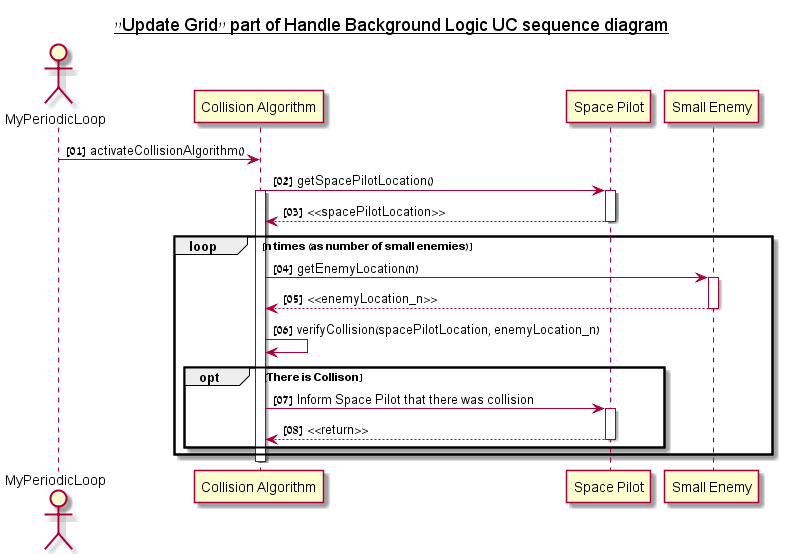 "Update Grid" part of Handle Background Logic UC sequence diagram
MyPeriodicLoop
Collision Algorithm
Space Pilot
Small Enemy
[01] activateCollisionAlgorithm()
[02] getSpacePilotLocation()
[03] <<spacePilotLocation>>
loop
[n times (as number of small enemies)]
[04] getEnemyLocation(n)
[05] <<enemyLocation_n>>
[06] verifyCollision(spacePilotLocation, enemyLocation_n)
opt
[There is Collison]
[07] Inform Space Pilot that there was collision
[08] <<return>>
MyPeriodicLoop
Collision Algorithm
Space Pilot
Small Enemy